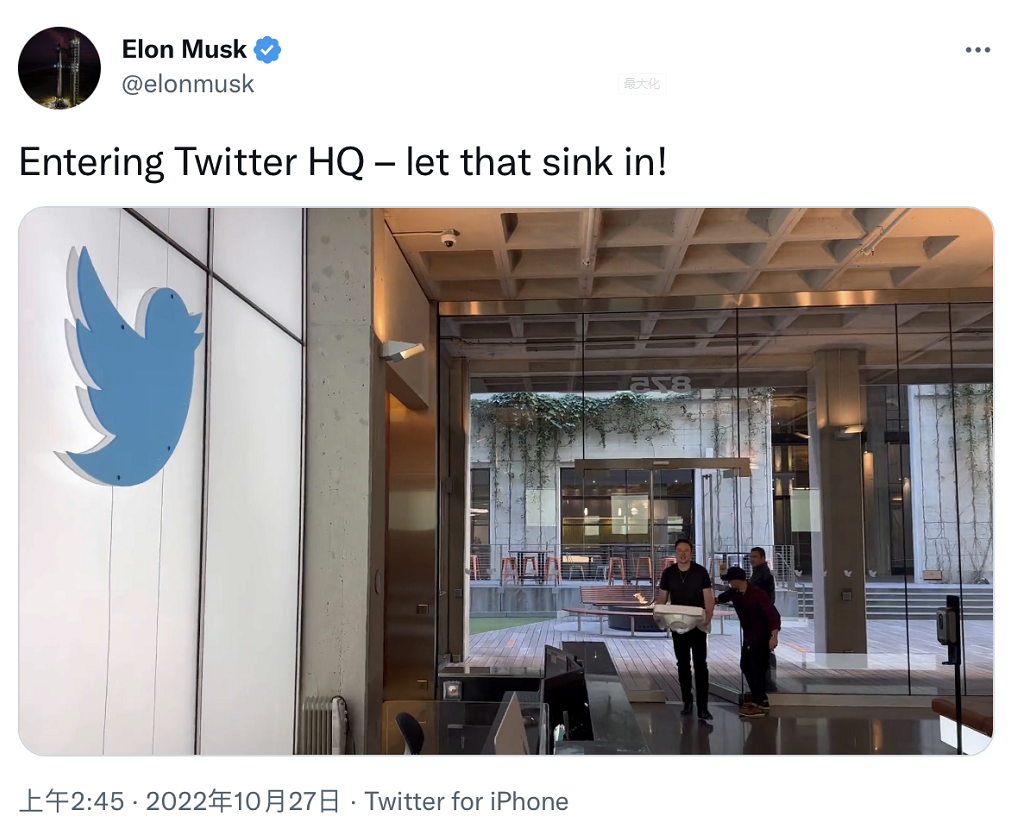 Elon Musk
@elonmusk
最大化
Entering Twitter HQ – let that sink in!
875
上午2:45 · 2022年10月27日 · Twitter for iPhone